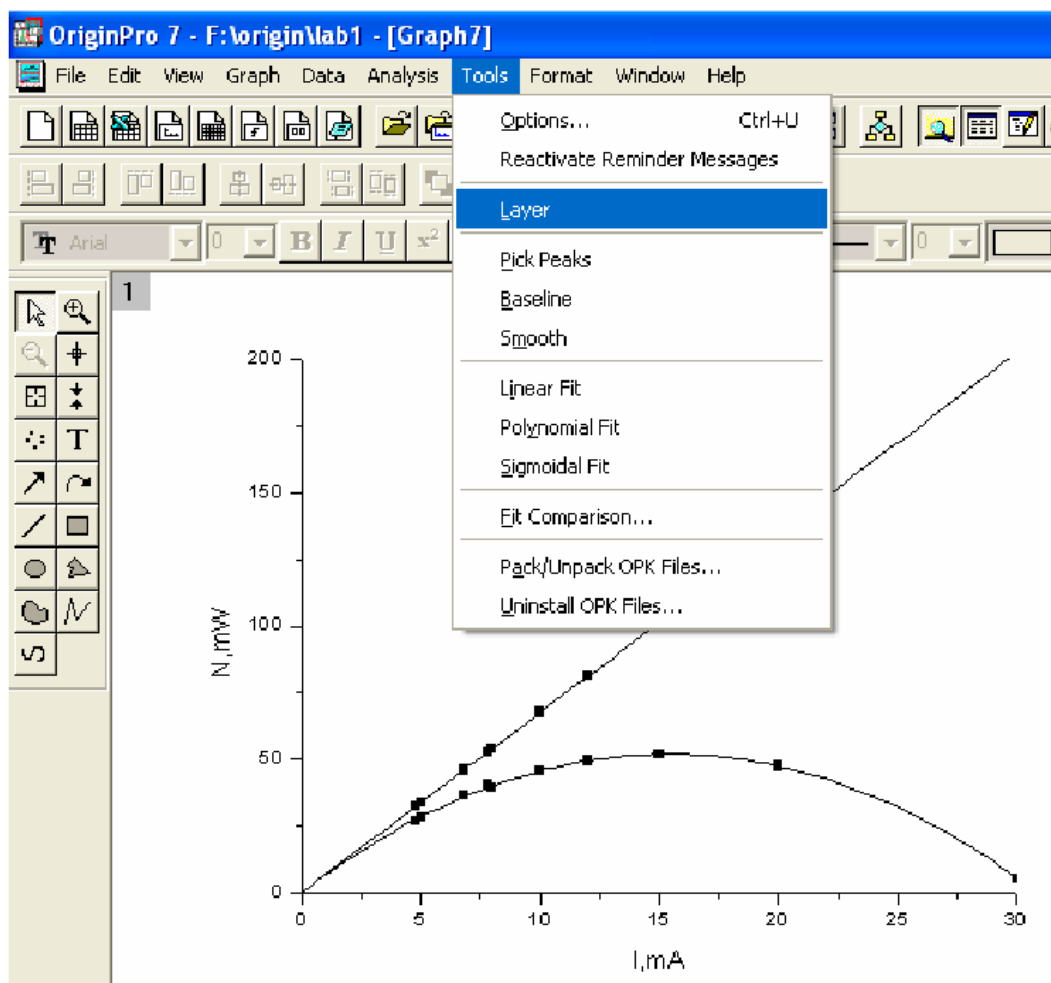 OriginPro 7 - F:\origin\lab1 - [Graph7]
File Edit View Graph Data Analysis Tools Format Window Help
Options... Ctrl+U
Reactivate Reminder Messages
Layer
Arial 0 B I U x² 0
Pick Peaks
Baseline
Smooth
Linear Fit
Polynomial Fit
Sigmoidal Fit
Fit Comparison...
Pack/Unpack OPK Files...
Uninstall OPK Files...
T
1
200
150
100
50
0
N,mW
0 5 10 15 20 25 30
I,mA